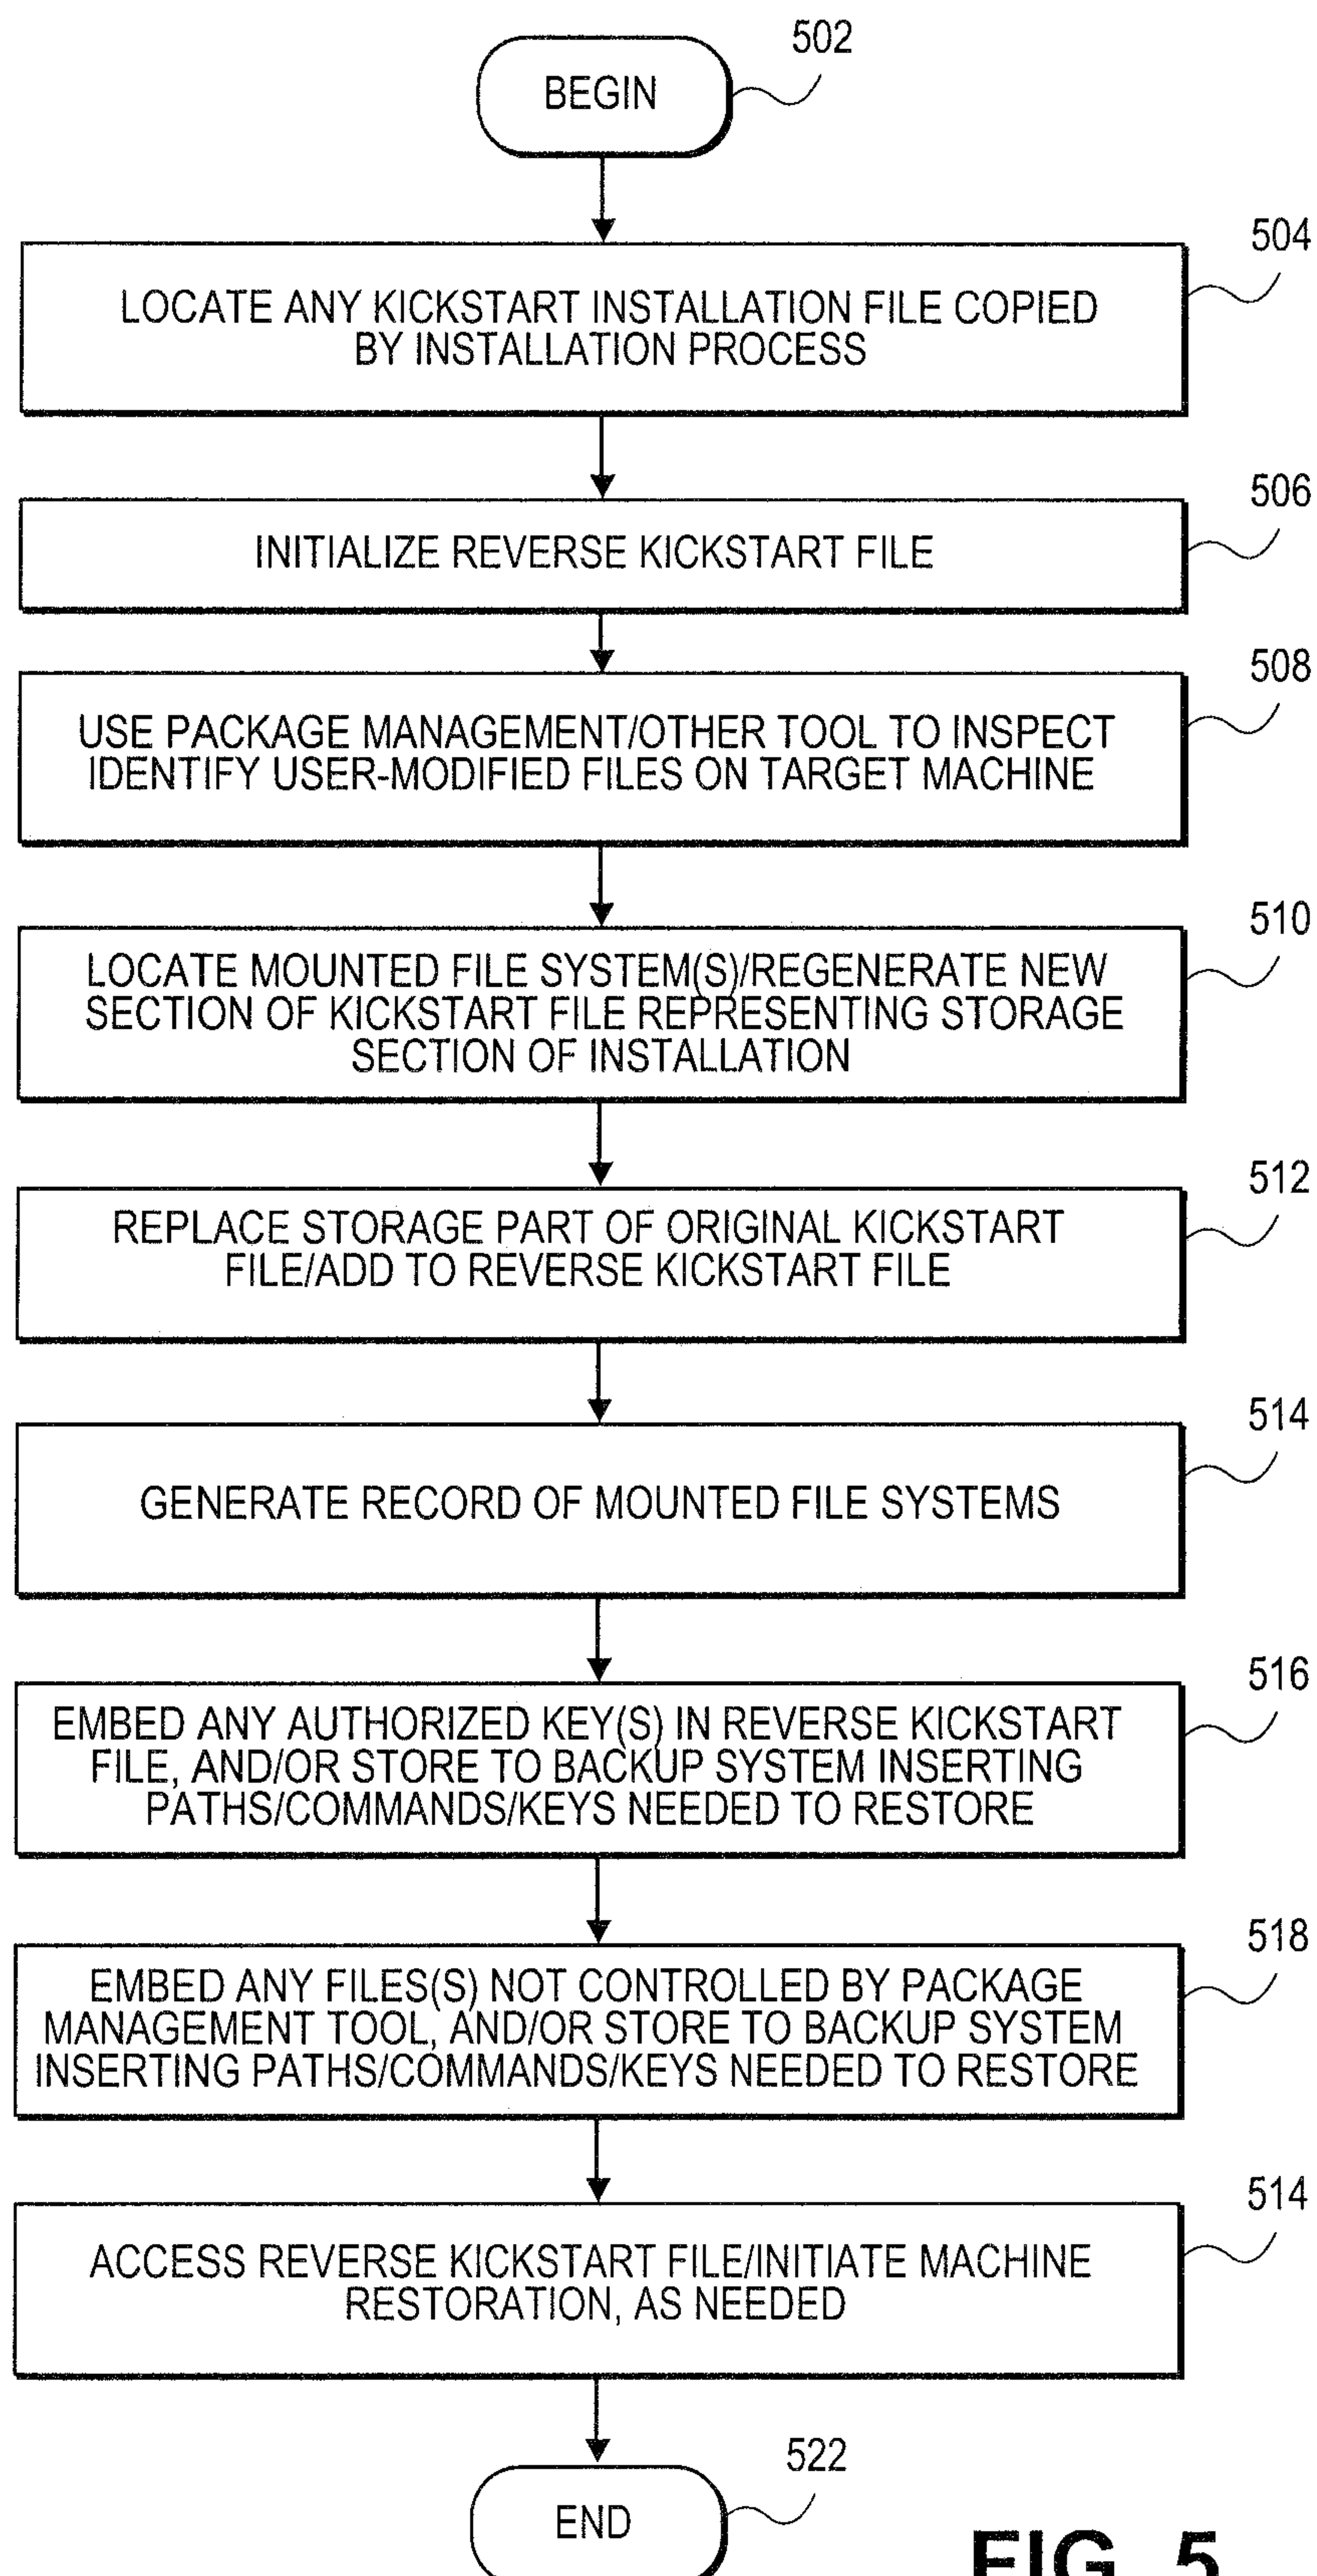 502
BEGIN
504
LOCATE ANY KICKSTART INSTALLATION FILE COPIED
BY INSTALLATION PROCESS
506
INITIALIZE REVERSE KICKSTART FILE
508
USE PACKAGE MANAGEMENT/OTHER TOOL TO INSPECT
IDENTIFY USER-MODIFIED FILES ON TARGET MACHINE
510
LOCATE MOUNTED FILE SYSTEM(S)/REGENERATE NEW
SECTION OF KICKSTART FILE REPRESENTING STORAGE
SECTION OF INSTALLATION
512
REPLACE STORAGE PART OF ORIGINAL KICKSTART
FILE/ADD TO REVERSE KICKSTART FILE
514
GENERATE RECORD OF MOUNTED FILE SYSTEMS
516
EMBED ANY AUTHORIZED KEY(S) IN REVERSE KICKSTART
FILE, AND/OR STORE TO BACKUP SYSTEM INSERTING
PATHS/COMMANDS/KEYS NEEDED TO RESTORE
518
EMBED ANY FILES(S) NOT CONTROLLED BY PACKAGE
MANAGEMENT TOOL, AND/OR STORE TO BACKUP SYSTEM
INSERTING PATHS/COMMANDS/KEYS NEEDED TO RESTORE
514
ACCESS REVERSE KICKSTART FILE/INITIATE MACHINE
RESTORATION, AS NEEDED
522
END
FIG. 5